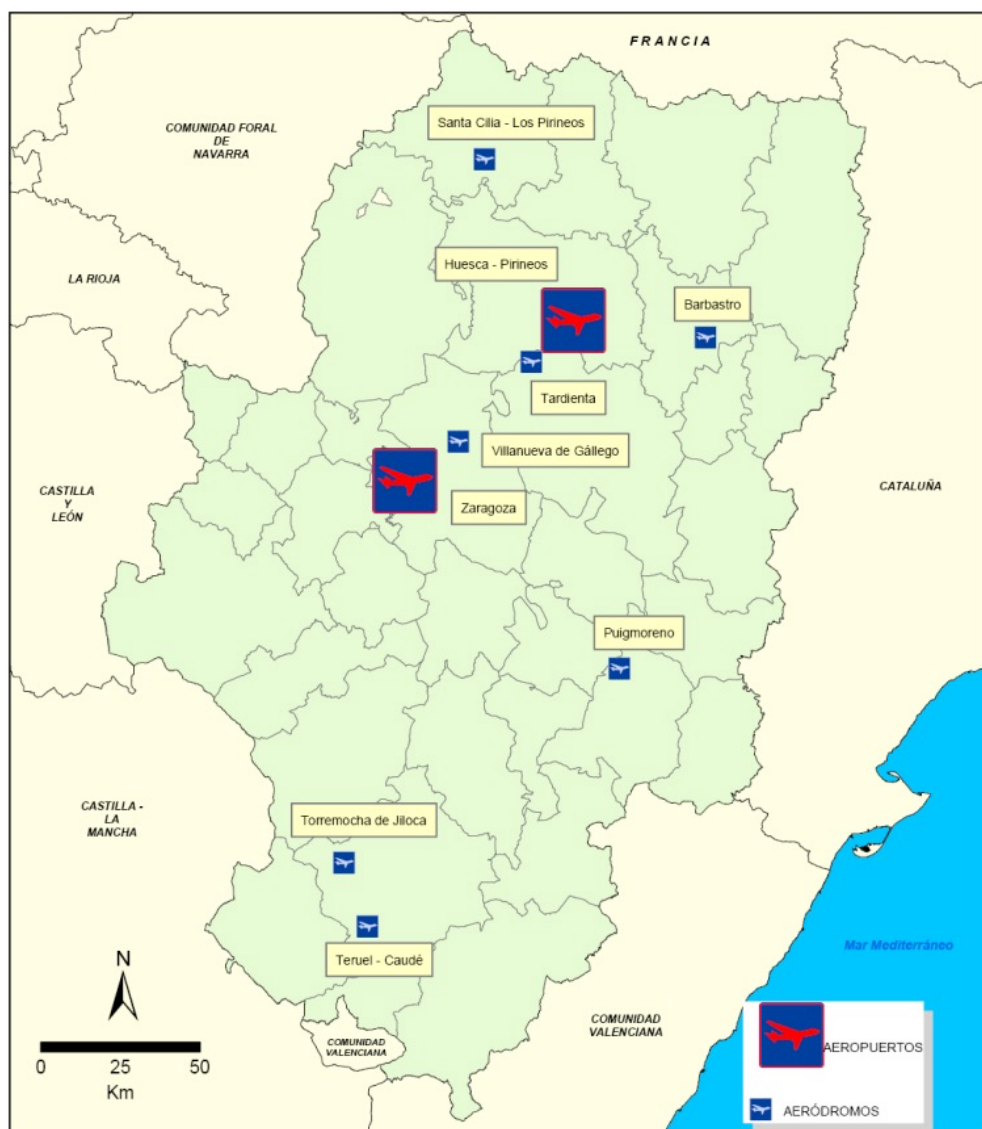 FRANCIA
Santa Cilia - Los Pirineos
COMUNIDAD FORAL
DE
NAVARRA
Huesca - Pirineos
LA RIOJA
Barbastro
Tardienta
Villanueva de Gállego
CASTILLA
Y
LEÓN
Zaragoza
CATALUÑA
Puigmoreno
CASTILLA -
LA
MANCHA
Torremocha de Jiloca
Teruel - Caudé
Mar Mediterráneo
N
COMUNIDAD
VALENCIANA
COMUNIDAD
VALENCIANA
0 25 50
Km
AEROPUERTOS
AERÓDROMOS